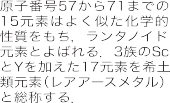 原子番号57から71までの
15元素はよく似た化学的
性質をもち，ランタノイド
元素とよばれる．3族のSc
とYを加えた17元素を希土
類元素(レアアースメタル)
と総称する．